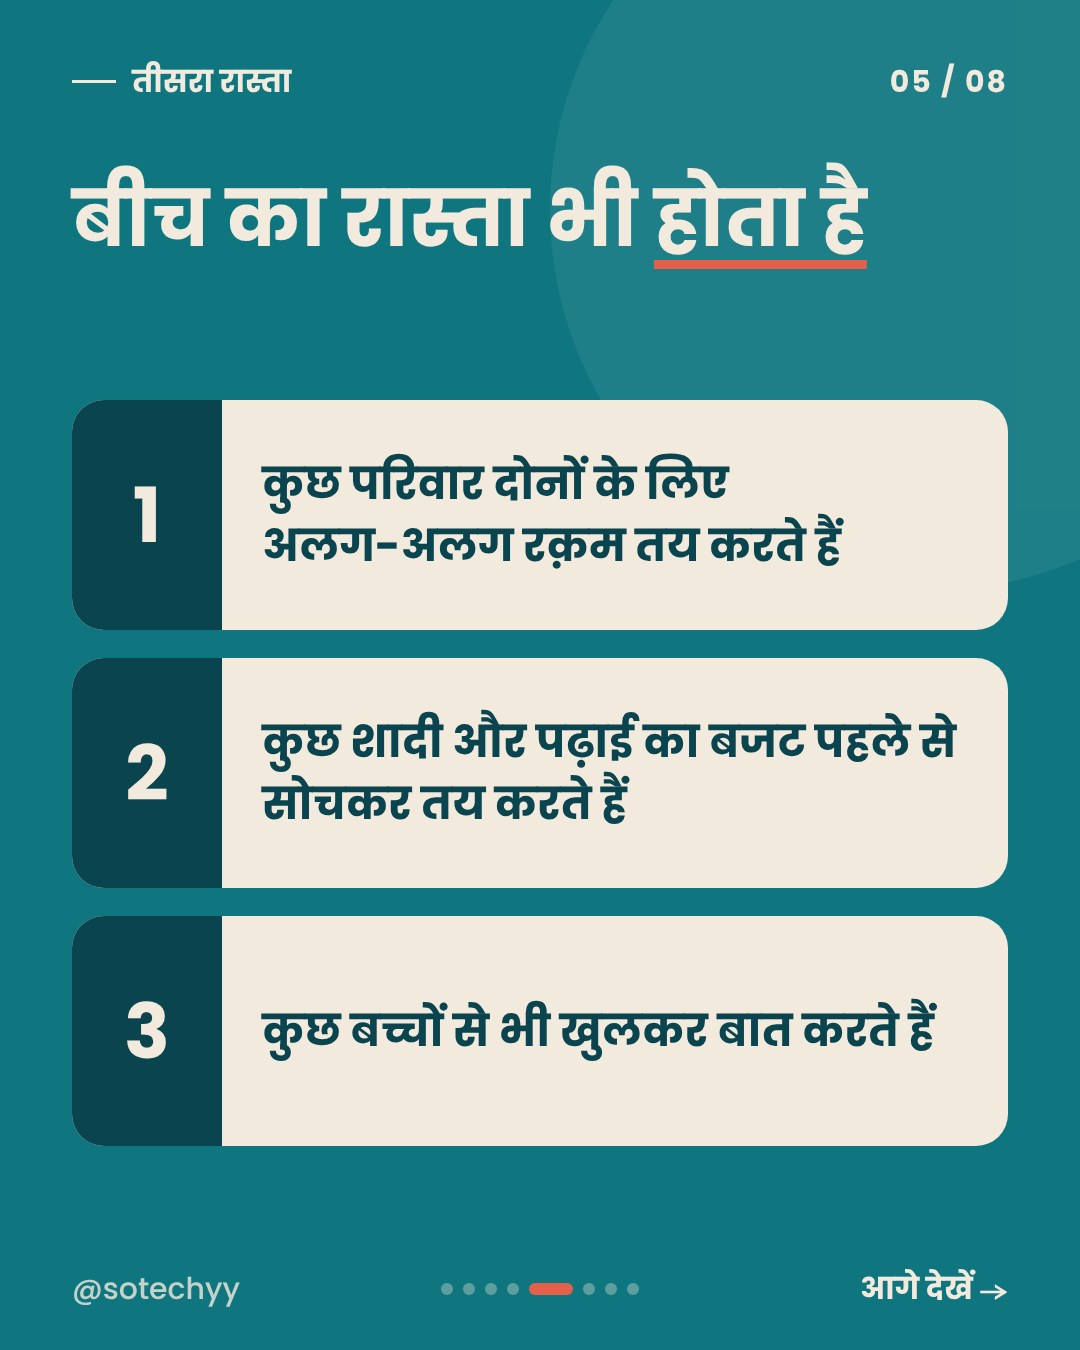 तीसरा रास्ता
05 / 08
बीच का रास्ता भी होता है
1
कुछ परिवार दोनों के लिए
अलग-अलग रक़म तय करते हैं
2
कुछ शादी और पढ़ाई का बजट पहले से
सोचकर तय करते हैं
3
कुछ बच्चों से भी खुलकर बात करते हैं
@sotechyy
आगे देखें →